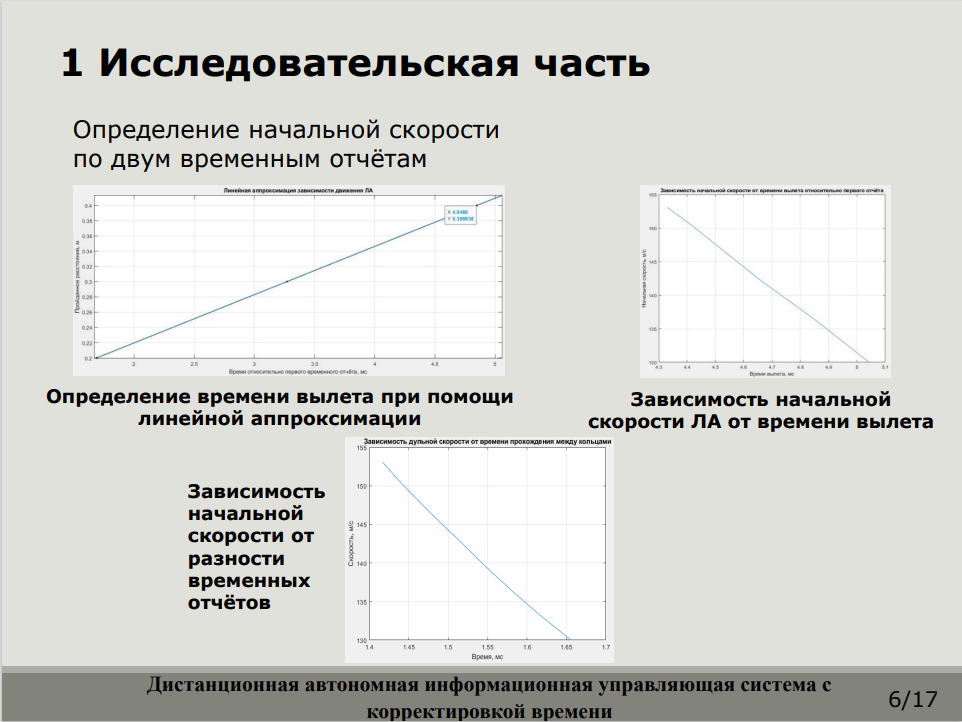 1 Исследовательская часть
Определение начальной скорости
по двум временным отчётам
Линейная аппроксимация зависимости движения ЛА
Пройденное расстояние, м
0.4
0.38
0.36
0.34
0.32
0.3
0.28
0.26
0.24
0.22
0.2
2
2.5
3
3.5
4
4.5
5
Время относительно первого временного отчёта, мс
Зависимость начальной скорости от времени вылета относительно первого отчёта
Начальная скорость, м/с
155
150
145
140
135
130
4.3
4.4
4.5
4.6
4.7
4.8
4.9
5
5.1
Время вылета, мс
Определение времени вылета при помощи
линейной аппроксимации
Зависимость начальной
скорости ЛА от времени вылета
Зависимость
начальной
скорости от
разности
временных
отчётов
Зависимость дульной скорости от времени прохождения между кольцами
Скорость, м/с
155
150
145
140
135
130
1.4
1.45
1.5
1.55
1.6
1.65
1.7
Время, мс
Дистанционная автономная информационная управляющая система с
корректировкой времени
6/17